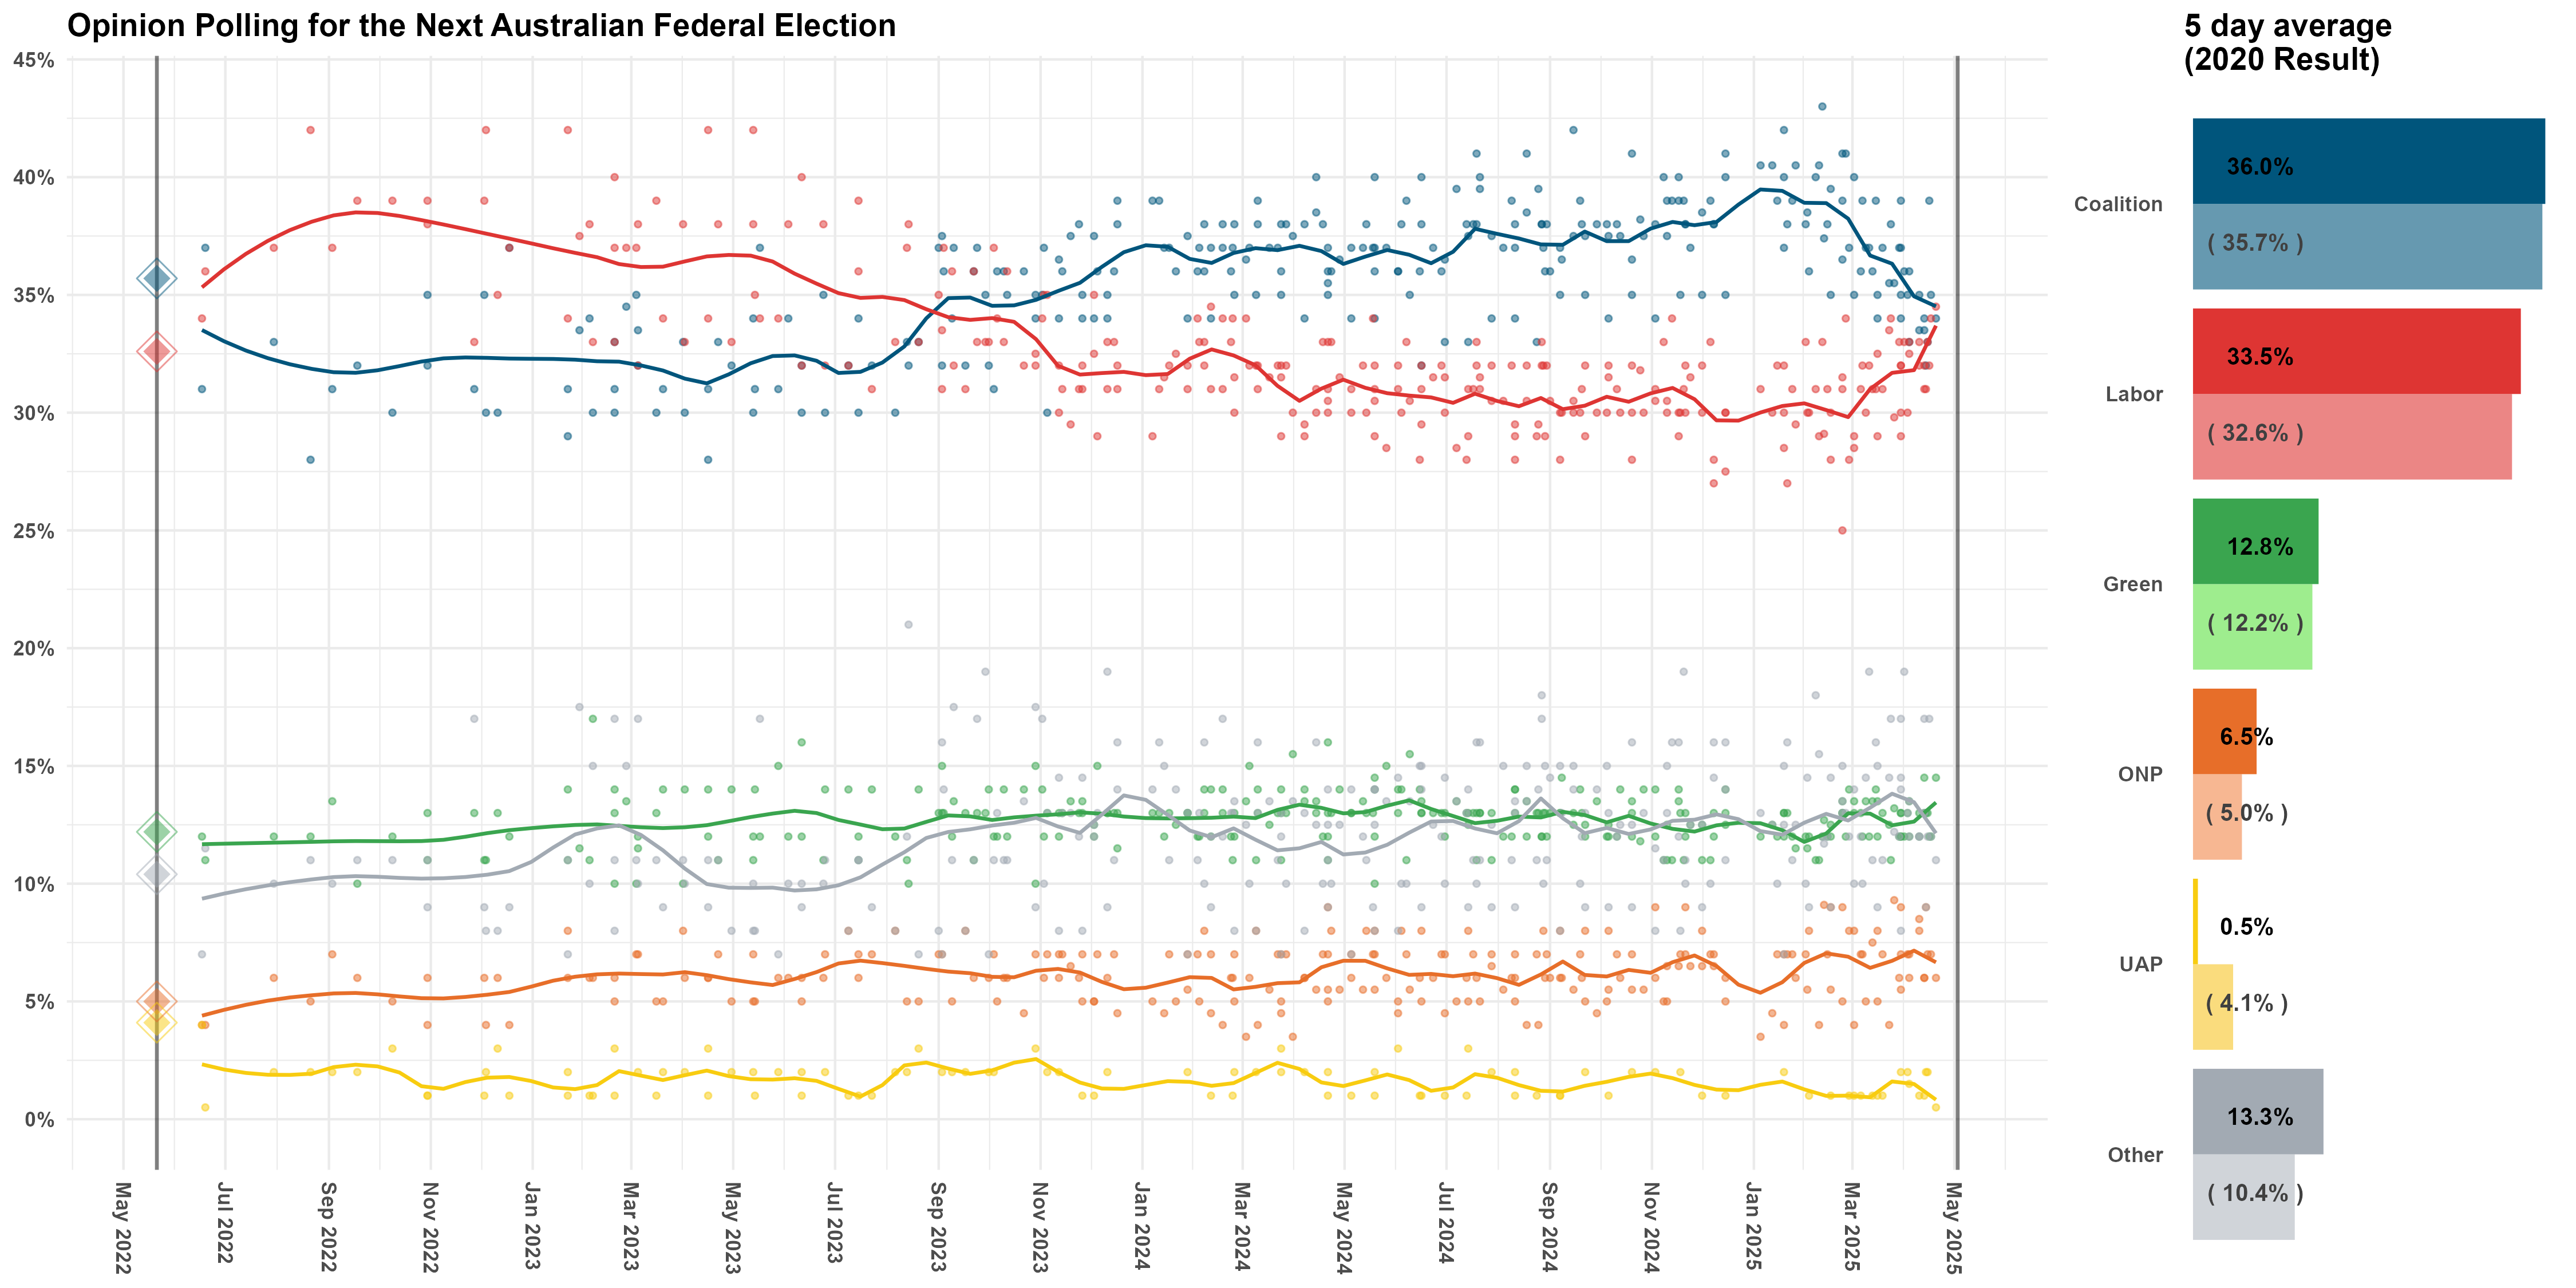 Opinion Polling for the Next Australian Federal Election
45%
40%
35%
30%
25%
20%
15%
10%
5%
0%
May 2022
Jul 2022
Sep 2022
Nov 2022
Jan 2023
Mar 2023
May 2023
Jul 2023
Sep 2023
Nov 2023
Jan 2024
Mar 2024
May 2024
Jul 2024
Sep 2024
Nov 2024
Jan 2025
Mar 2025
May 2025
5 day average
(2020 Result)
Coalition
36.0%
( 35.7% )
Labor
33.5%
( 32.6% )
Green
12.8%
( 12.2% )
ONP
6.5%
( 5.0% )
UAP
0.5%
( 4.1% )
Other
13.3%
( 10.4% )